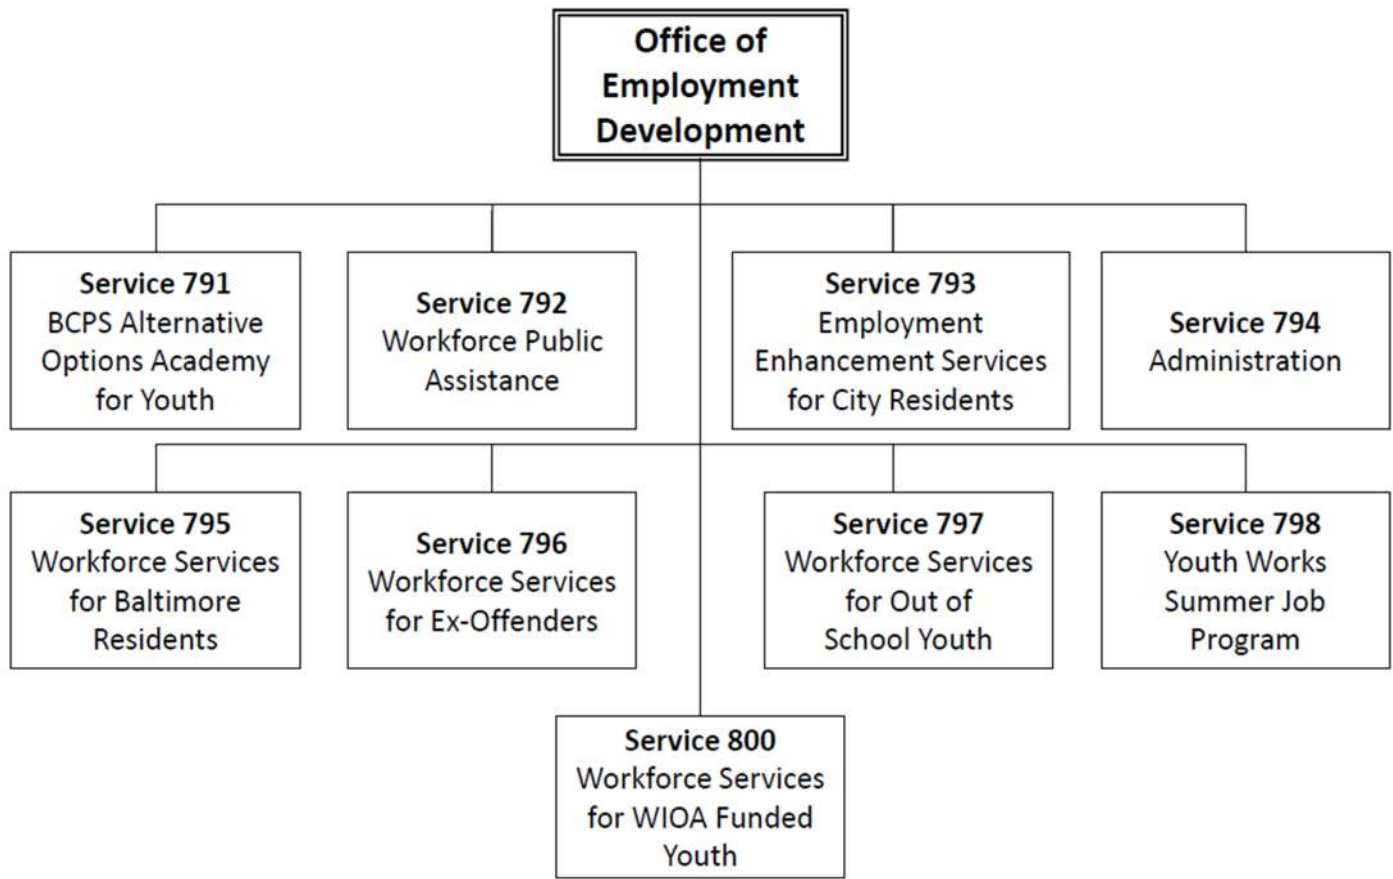 Office of
Employment
Development
Service 791
BCPS Alternative
Options Academy
for Youth
Service 792
Workforce Public
Assistance
Service 793
Employment
Enhancement Services
for City Residents
Service 794
Administration
Service 795
Workforce Services
for Baltimore
Residents
Service 796
Workforce Services
for Ex-Offenders
Service 797
Workforce Services
for Out of
School Youth
Service 798
Youth Works
Summer Job
Program
Service 800
Workforce Services
for WIOA Funded
Youth